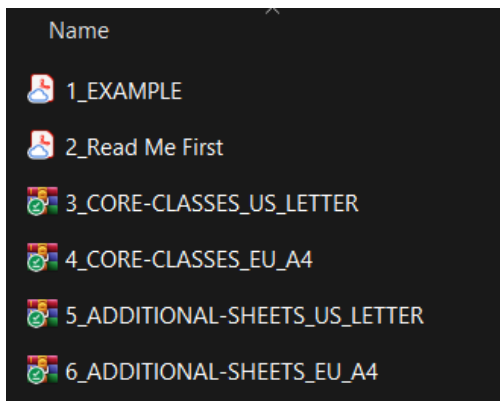 Name
1_EXAMPLE
2_Read Me First
3_CORE-CLASSES_US_LETTER
4_CORE-CLASSES_EU_A4
5_ADDITIONAL-SHEETS_US_LETTER
6_ADDITIONAL-SHEETS_EU_A4